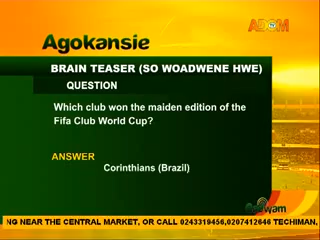 ADOM
Agokansie
BRAIN TEASER (SO WOADWENE HWE)
QUESTION
Which club won the maiden edition of the
Fifa Club World Cup?
ANSWER
Corinthians (Brazil)
NG NEAR THE CENTRAL MARKET, OR CALL 0243319456,0207412646 TECHIMAN,